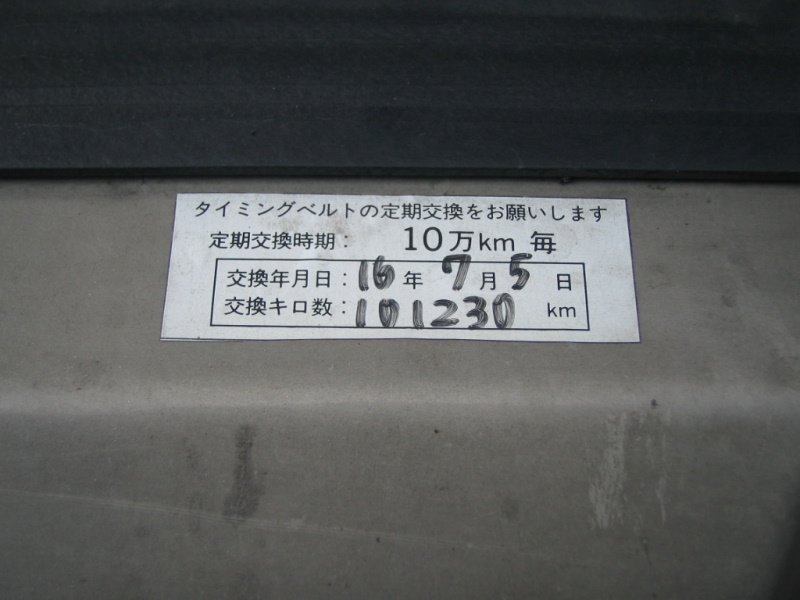 タイミングベルトの定期交換をお願いします
定期交換時期： 10万km 毎
交換年月日：16年 7月 5日
交換キロ数：101230 km